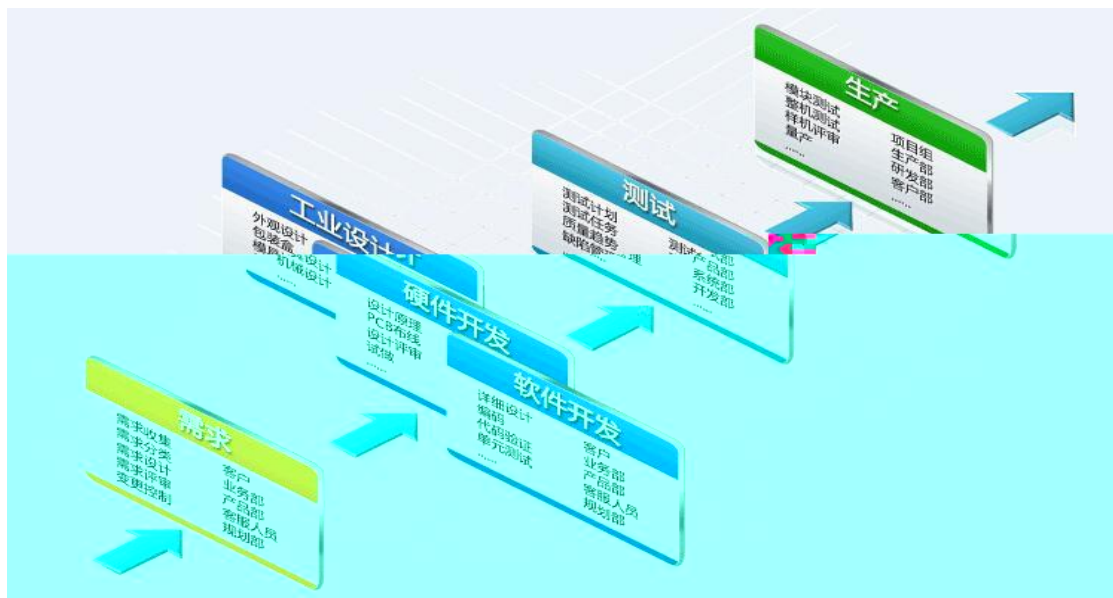 生产
模块测试
整机测试
样机评审
量产
......
项目组
生产部
研发部
客户部
......
测试
测试计划
测试任务
质量趋势
产品部
系统部
开发部
......
工业设计
外观设计
包装盒
机械设计
......
硬件开发
设计原理
PCB布线
设计评审
试做
......
软件开发
详细设计
编码
代码验证
单元测试
......
客户
业务部
产品部
客服人员
规划部
需求
需求收集
需求分类
需求设计
需求评审
变更控制
客户
业务部
产品部
客服人员
规划部